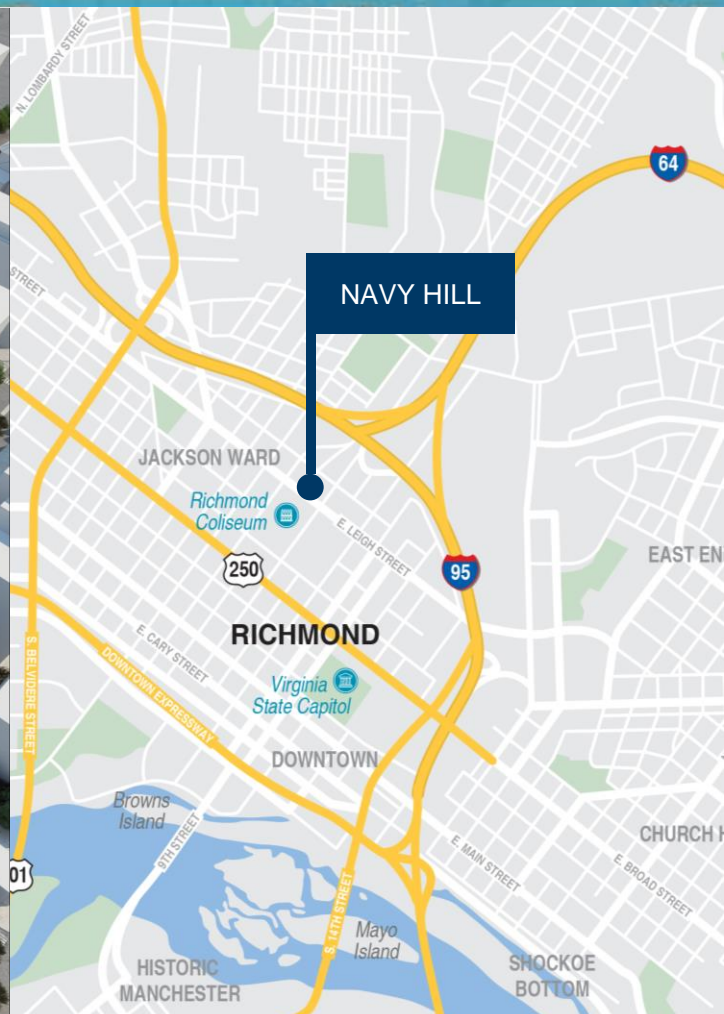 N. LOMBARDY STREET
64
NAVY HILL
STREET
JACKSON WARD
Richmond
Coliseum
E. LEIGH STREET
250
95
EAST EN
RICHMOND
E. CARY STREET
S. BELVIDERE STREET
DOWNTOWN EXPRESSWAY
Virginia
State Capitol
DOWNTOWN
Browns
Island
9TH STREET
E. MAIN STREET
CHURCH H
E. BROAD STREET
01
S. 14TH STREET
Mayo
Island
HISTORIC
MANCHESTER
SHOCKOE
BOTTOM